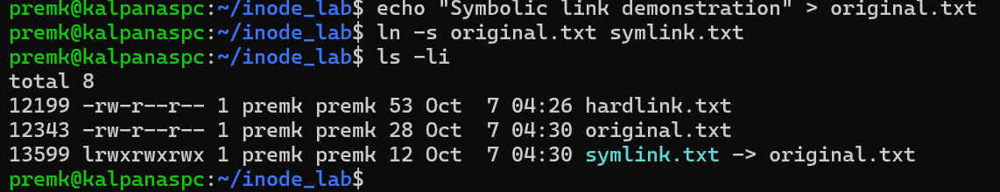 premk@kalpanaspc:~/inode_lab$ echo "Symbolic link demonstration" > original.txt
premk@kalpanaspc:~/inode_lab$ ln -s original.txt symlink.txt
premk@kalpanaspc:~/inode_lab$ ls -li
total 8
12199 -rw-r--r-- 1 premk premk 53 Oct  7 04:26 hardlink.txt
12343 -rw-r--r-- 1 premk premk 28 Oct  7 04:30 original.txt
13599 lrwxrwxrwx 1 premk premk 12 Oct  7 04:30 symlink.txt -> original.txt
premk@kalpanaspc:~/inode_lab$